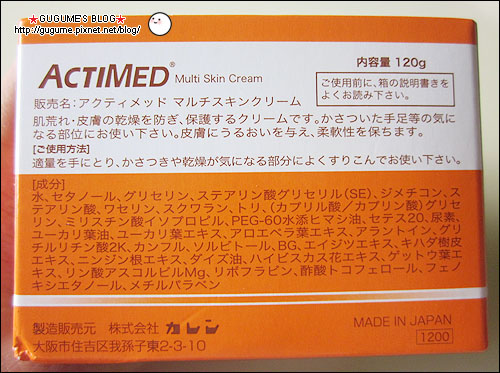 ★GUGUME'S BLOG★
http://gugume.pixnet.net/blog/
ACTIMED® Multi Skin Cream
内容量 120g
ご使用前に、箱の説明書きを
よくお読み下さい。
販売名：アクティメッド マルチスキンクリーム
肌荒れ・皮膚の乾燥を防ぎ、保護するクリームです。かさついた手足等の気に
なる部位にお使い下さい。皮膚にうるおいを与え、柔軟性を保ちます。
[ご使用方法]
適量を手にとり、かさつきや乾燥が気になる部分によくすりこんでお使い下さい。
[成分]
水、セタノール、グリセリン、ステアリン酸グリセリル(SE)、ジメチコン、ス
テアリン酸、ワセリン、スクワラン、トリ、(カプリル酸/カプリン酸)グリセ
リン、ミリスチン酸イソプロピル、PEG-60水添ヒマシ油、セテス20、尿素、
ユーカリ葉油、ユーカリ葉エキス、アロエベラ葉エキス、アラントイン、グリ
チルリチン酸2K、カンフル、ソルビトール、BG、エイジツエキス、キハダ樹皮
エキス、ニンジン根エキス、ダイズ油、ハイビスカス花エキス、ゲットウ葉エ
キス、リン酸アスコルビルMg、リボフラビン、酢酸トコフェロール、フェノ
キシエタノール、メチルパラベン
製造販売元 株式会社 カレン
大阪市住吉区我孫子東2-3-10
MADE IN JAPAN
1200